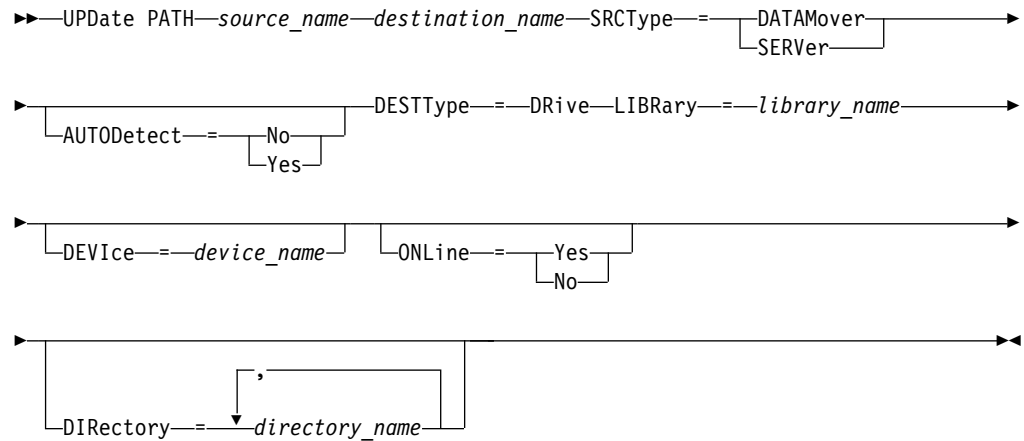 UPDate PATH source_name destination_name SRCType = DATAMover
SERVer
AUTODetect = No
Yes
DESTType = DRive LIBRary = library_name
DEVIce = device_name
ONLine = Yes
No
,
DIRectory = directory_name